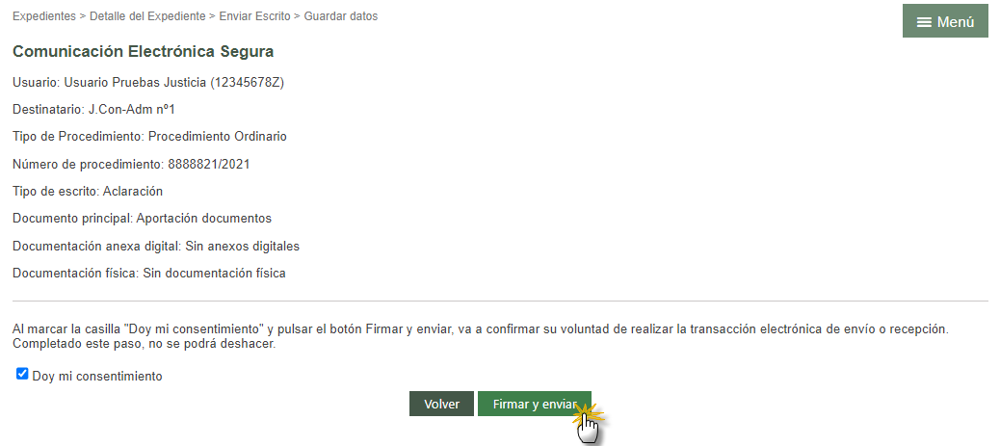 Expedientes > Detalle del Expediente > Enviar Escrito > Guardar datos
Menú
Comunicación Electrónica Segura
Usuario: Usuario Pruebas Justicia (12345678Z)
Destinatario: J.Con-Adm nº1
Tipo de Procedimiento: Procedimiento Ordinario
Número de procedimiento: 8888821/2021
Tipo de escrito: Aclaración
Documento principal: Aportación documentos
Documentación anexa digital: Sin anexos digitales
Documentación física: Sin documentación física
Al marcar la casilla "Doy mi consentimiento" y pulsar el botón Firmar y enviar, va a confirmar su voluntad de realizar la transacción electrónica de envío o recepción.
Completado este paso, no se podrá deshacer.
Doy mi consentimiento
Volver
Firmar y enviar